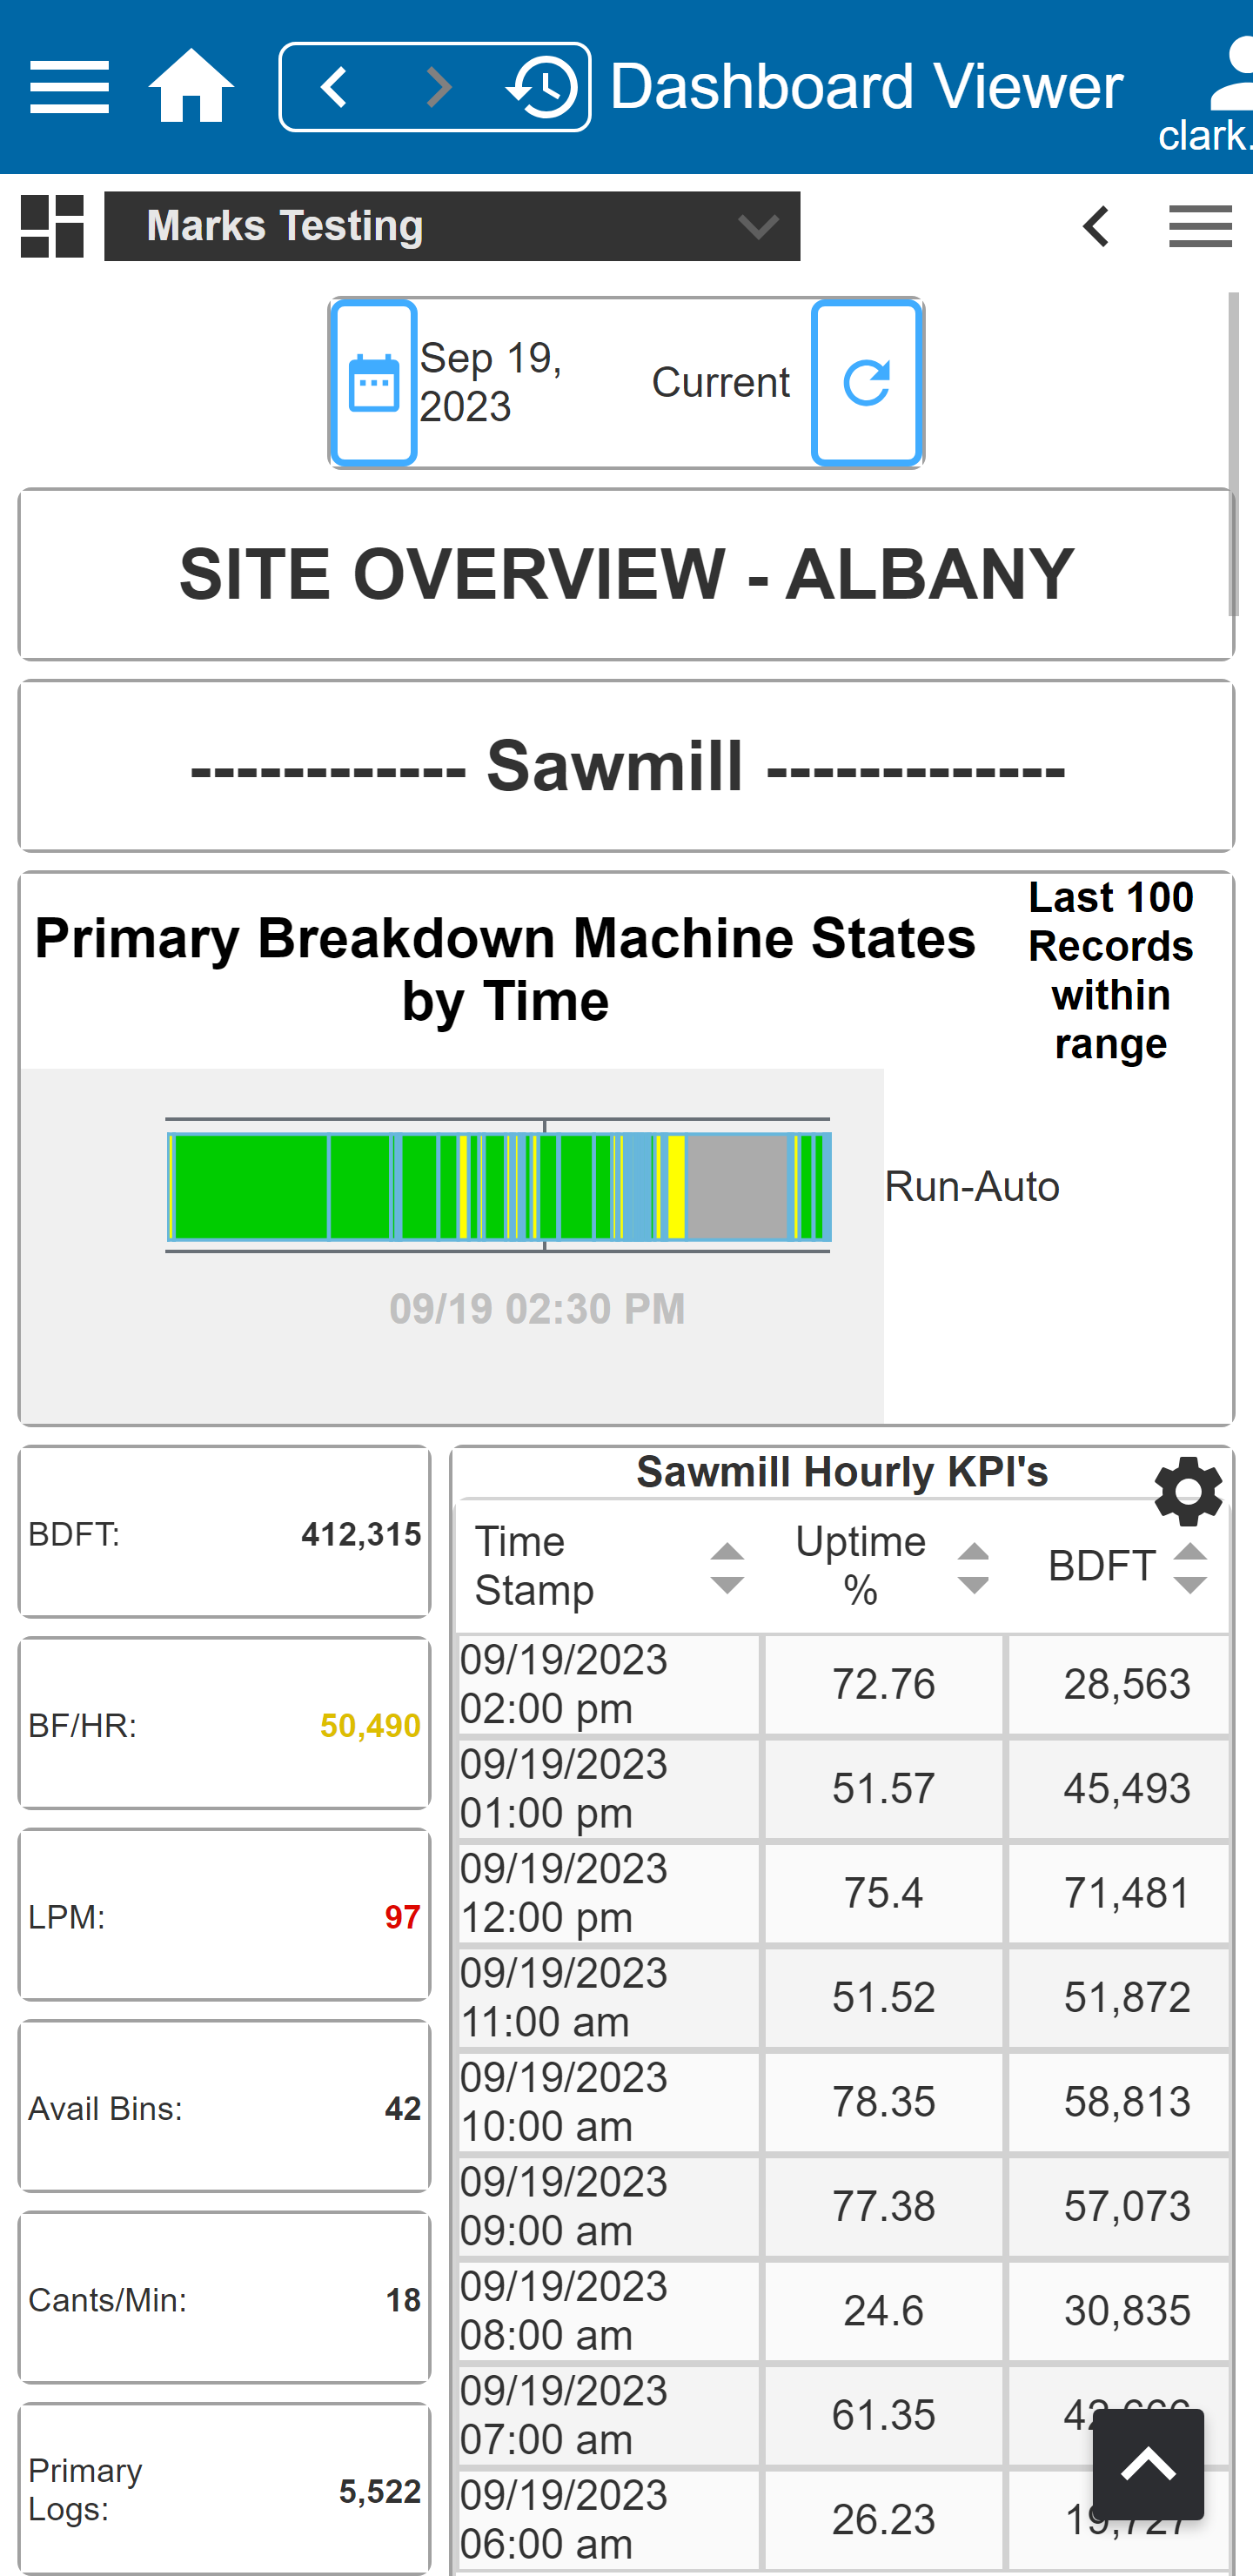 Dashboard Viewer
clark.
Marks Testing
Sep 19,
2023
Current
SITE OVERVIEW - ALBANY
------------ Sawmill -------------
Primary Breakdown Machine States
by Time
Last 100
Records
within
range
Run-Auto
09/19 02:30 PM
BDFT: 412,315
BF/HR: 50,490
LPM: 97
Avail Bins: 42
Cants/Min: 18
Primary
Logs: 5,522
Sawmill Hourly KPI's
Time
Stamp
Uptime
%
BDFT
09/19/2023
02:00 pm
72.76
28,563
09/19/2023
01:00 pm
51.57
45,493
09/19/2023
12:00 pm
75.4
71,481
09/19/2023
11:00 am
51.52
51,872
09/19/2023
10:00 am
78.35
58,813
09/19/2023
09:00 am
77.38
57,073
09/19/2023
08:00 am
24.6
30,835
09/19/2023
07:00 am
61.35
09/19/2023
06:00 am
26.23